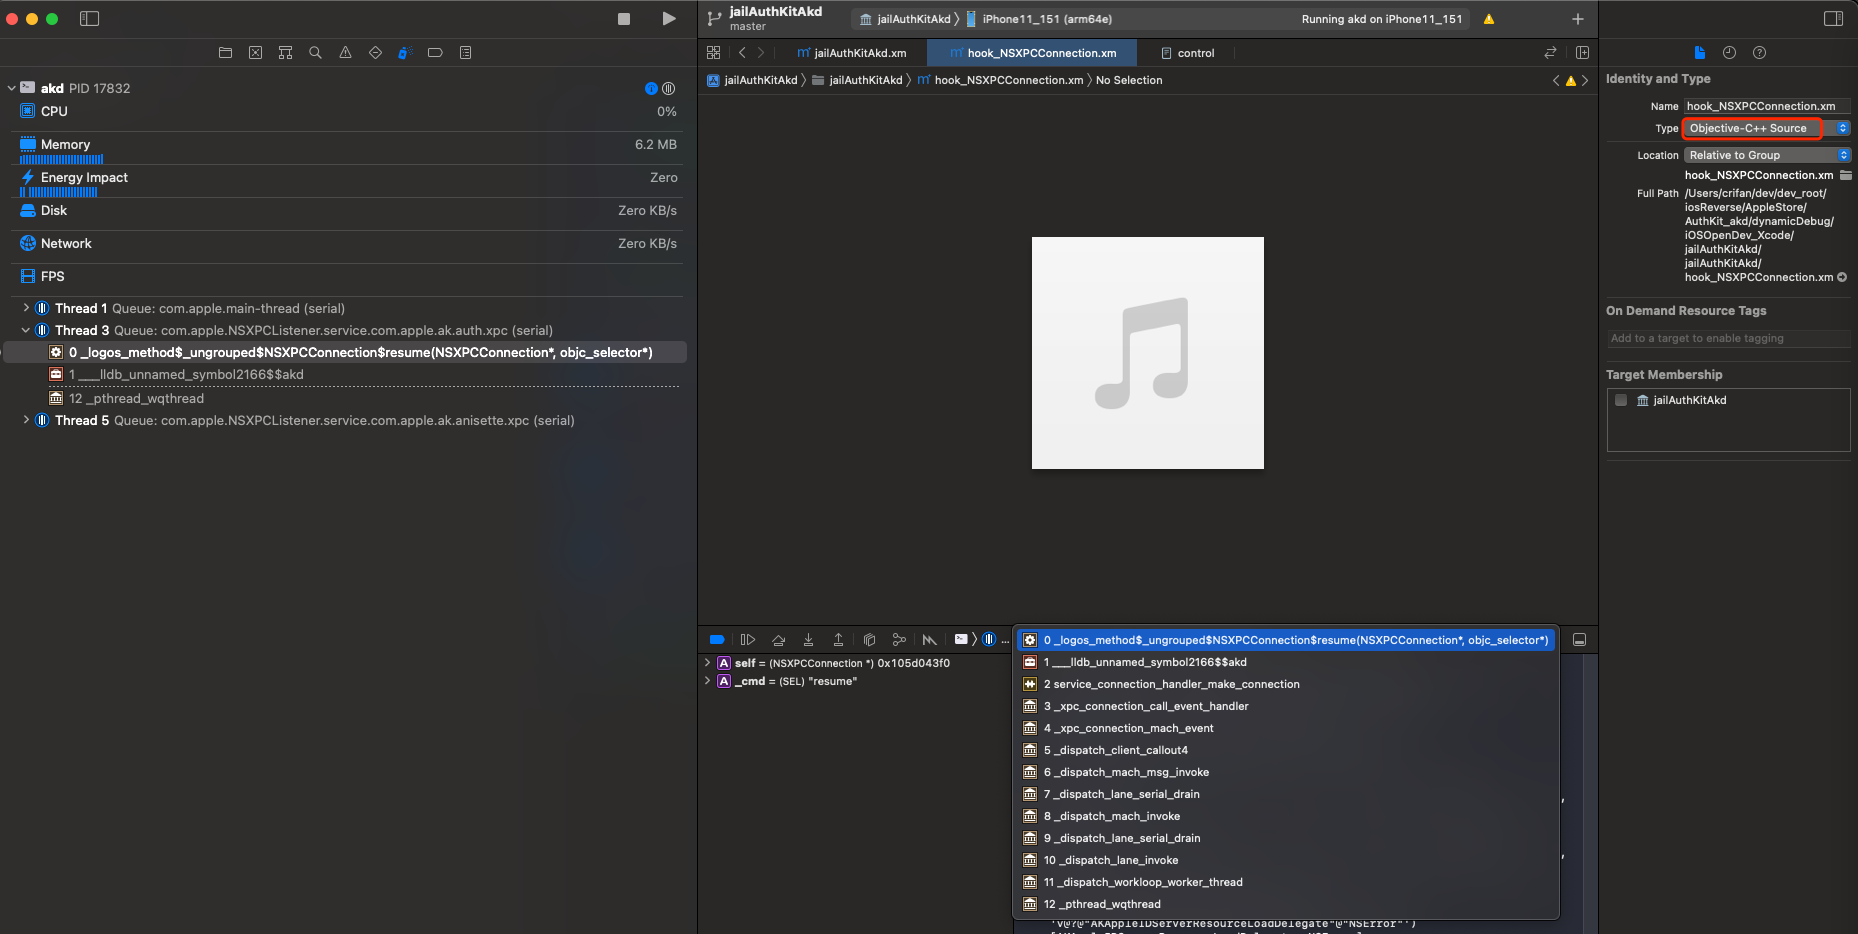 jailAuthKitAkd
master
jailAuthKitAkd
iPhone11_151 (arm64e)
Running akd on iPhone11_151
jailAuthKitAkd.xm
hook_NSXPCConnection.xm
control
jailAuthKitAkd
jailAuthKitAkd
hook_NSXPCConnection.xm
No Selection
akd PID 17832
CPU
0%
Memory
6.2 MB
Energy Impact
Zero
Disk
Zero KB/s
Network
Zero KB/s
FPS
Thread 1 Queue: com.apple.main-thread (serial)
Thread 3 Queue: com.apple.NSXPCListener.service.com.apple.ak.auth.xpc (serial)
0 _logos_method$_ungrouped$NSXPCConnection$resume(NSXPCConnection*, objc_selector*)
1 ___lldb_unnamed_symbol2166$$akd
12 _pthread_wqthread
Thread 5 Queue: com.apple.NSXPCListener.service.com.apple.ak.anisette.xpc (serial)
...
self = (NSXPCConnection *) 0x105d043f0
_cmd = (SEL) "resume"
0 _logos_method$_ungrouped$NSXPCConnection$resume(NSXPCConnection*, objc_selector*)
1 ___lldb_unnamed_symbol2166$$akd
2 service_connection_handler_make_connection
3 _xpc_connection_call_event_handler
4 _xpc_connection_mach_event
5 _dispatch_client_callout4
6 _dispatch_mach_msg_invoke
7 _dispatch_lane_serial_drain
8 _dispatch_mach_invoke
9 _dispatch_lane_serial_drain
10 _dispatch_lane_invoke
11 _dispatch_workloop_worker_thread
12 _pthread_wqthread
'v@?@"AKAppleIDServerResourceLoadDelegate"@"NSError"')
Identity and Type
Name hook_NSXPCConnection.xm
Type Objective-C++ Source
Location Relative to Group
hook_NSXPCConnection.xm
Full Path /Users/crifan/dev/dev_root/
iosReverse/AppleStore/
AuthKit_akd/dynamicDebug/
iOSOpenDev_Xcode/
jailAuthKitAkd/
jailAuthKitAkd/
hook_NSXPCConnection.xm
On Demand Resource Tags
Add to a target to enable tagging
Target Membership
jailAuthKitAkd